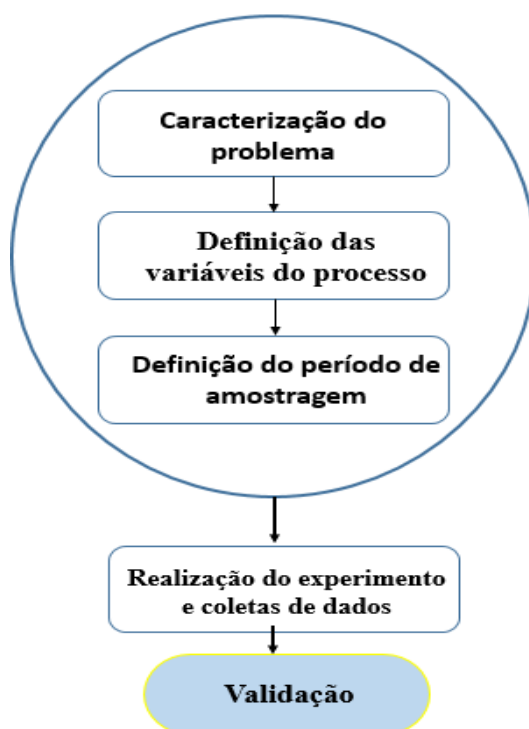 Caracterização do
problema
Definição das
variáveis do processo
Definição do período de
amostragem
Realização do experimento
e coletas de dados
Validação